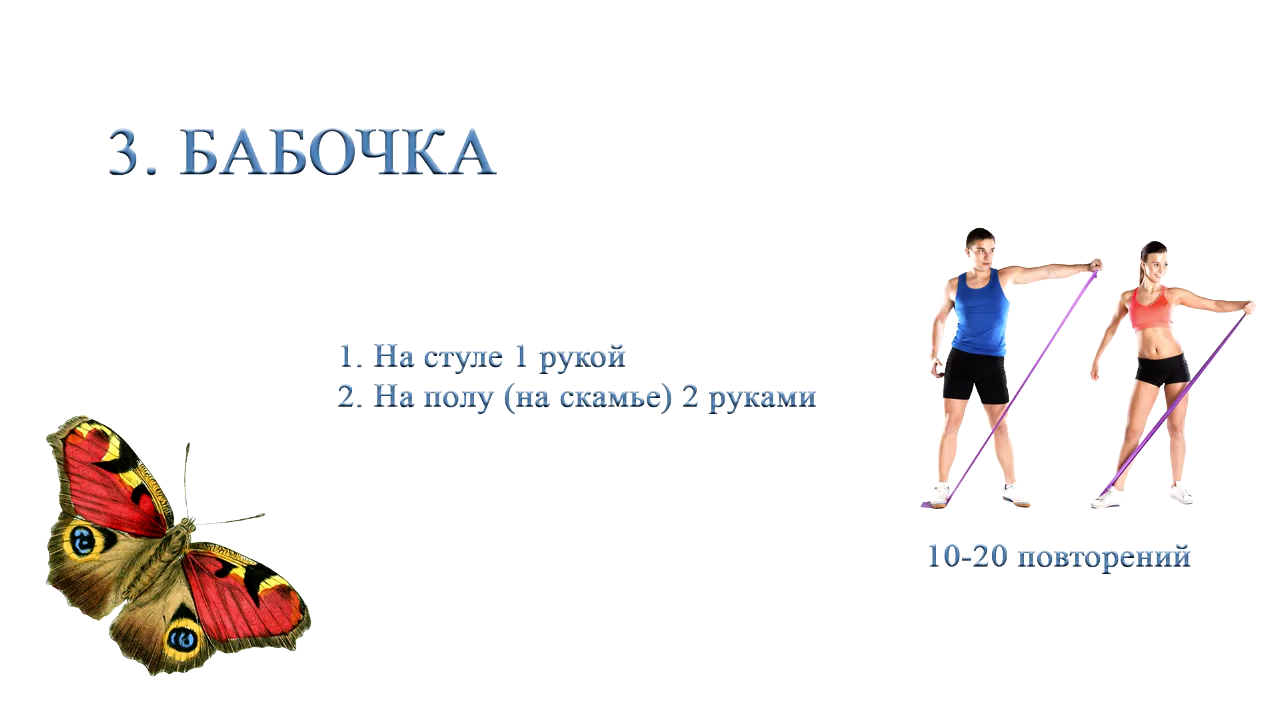 3. БАБОЧКА
1. На стуле 1 рукой
2. На полу (на скамье) 2 руками
10-20 повторений